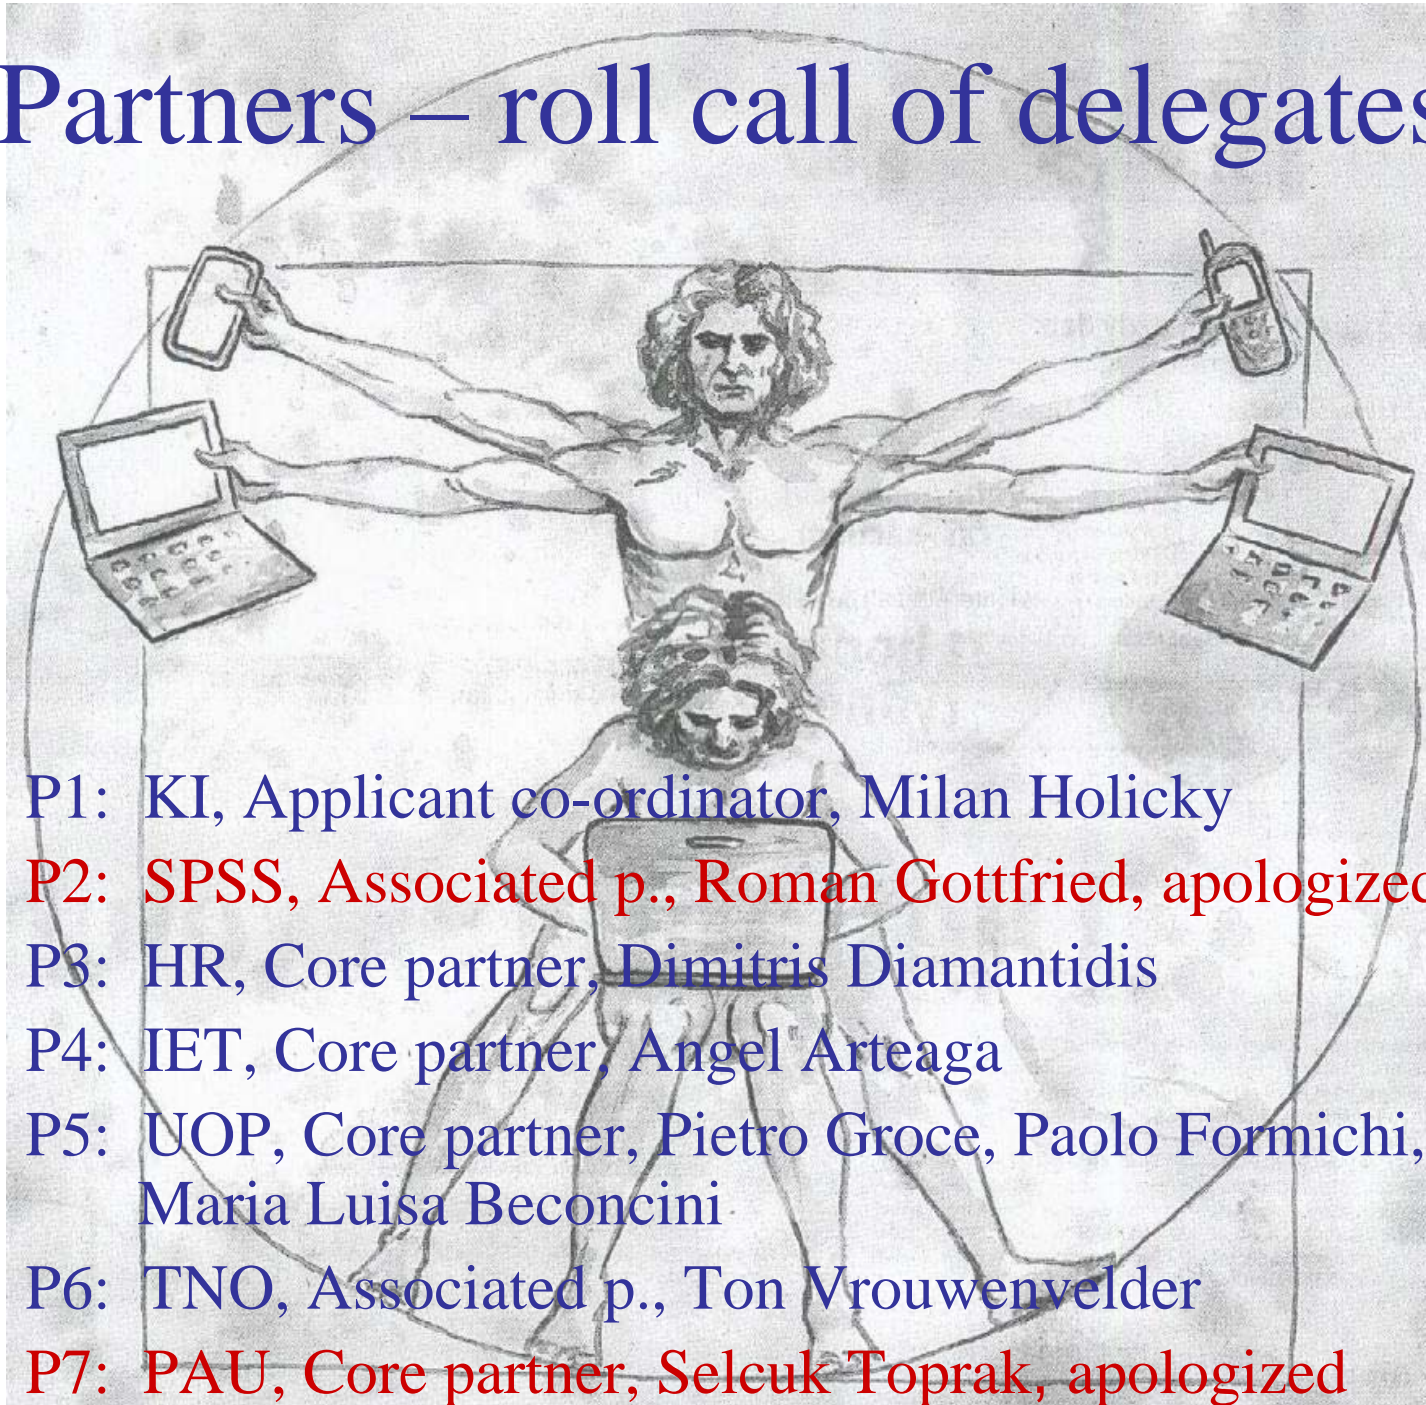 Partners – roll call of delegates
P1: KI, Applicant co-ordinator, Milan Holicky
P2: SPSS, Associated p., Roman Gottfried, apologized
P3: HR, Core partner, Dimitris Diamantidis
P4: IET, Core partner, Angel Arteaga
P5: UOP, Core partner, Pietro Groce, Paolo Formichi,
Maria Luisa Beconcini
P6: TNO, Associated p., Ton Vrouwenvelder
P7: PAU, Core partner, Selcuk Toprak, apologized